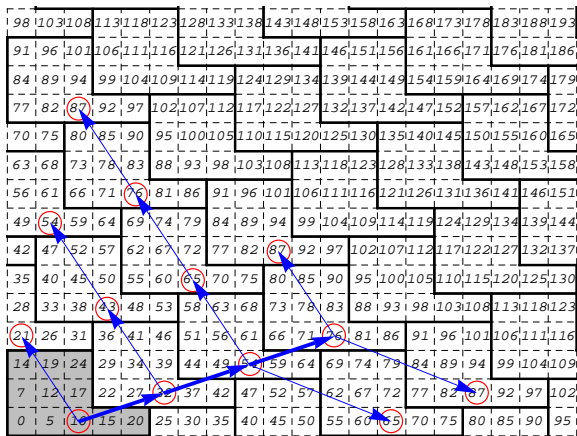 98 103 108 113 118 123 128 133 138 143 148 153 158 163 168 173 178 183 188 193
91 96 101 106 111 116 121 126 131 136 141 146 151 156 161 166 171 176 181 186
84 89 94 99 104 109 114 119 124 129 134 139 144 149 154 159 164 169 174 179
77 82 87 92 97 102 107 112 117 122 127 132 137 142 147 152 157 162 167 172
70 75 80 85 90 95 100 105 110 115 120 125 130 135 140 145 150 155 160 165
63 68 73 83 88 93 98 103 108 113 118 123 128 133 138 143 148 153 158
56 61 66 71 76 81 86 91 96 101 106 111 116 121 126 131 136 141 146 151
49 54 59 64 69 74 79 84 89 94 99 104 109 114 119 124 129 134 139 144
42 47 52 57 62 67 72 82 87 92 97 102 107 112 117 122 127 132 137
35 40 45 50 55 60 65 70 75 80 85 90 95 100 105 110 115 120 125 130
28 33 38 43 48 53 58 63 68 73 78 83 88 93 98 103 108 113 118 123
21 26 31 36 41 46 51 56 66 71 76 81 86 91 96 101 106 111 116
14 19 24 29 34 39 44 49 54 59 64 69 74 79 84 89 94 99 104 109
7 12 17 22 32 37 42 47 52 57 62 67 72 77 82 87 92 97 102
0 5 10 15 20 25 30 35 40 45 50 55 60 65 70 75 80 85 90 95